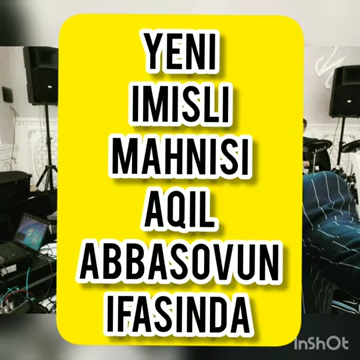 YENI
IMISLI
MAHNISI
AQIL
ABBASOVUN
IFASINDA
InShOt